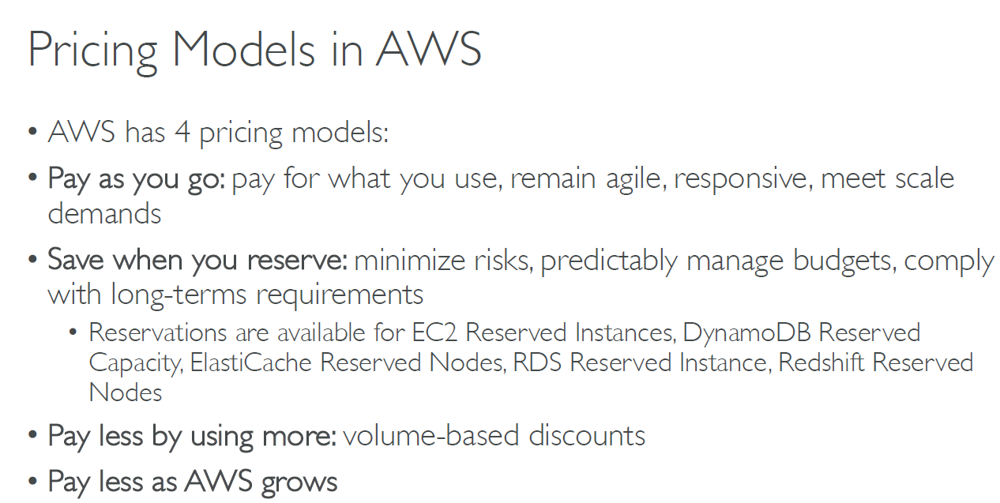 Pricing Models in AWS
• AWS has 4 pricing models:
• Pay as you go: pay for what you use, remain agile, responsive, meet scale
demands
• Save when you reserve: minimize risks, predictably manage budgets, comply
with long-terms requirements
• Reservations are available for EC2 Reserved Instances, DynamoDB Reserved
Capacity, ElastiCache Reserved Nodes, RDS Reserved Instance, Redshift Reserved
Nodes
• Pay less by using more: volume-based discounts
• Pay less as AWS grows